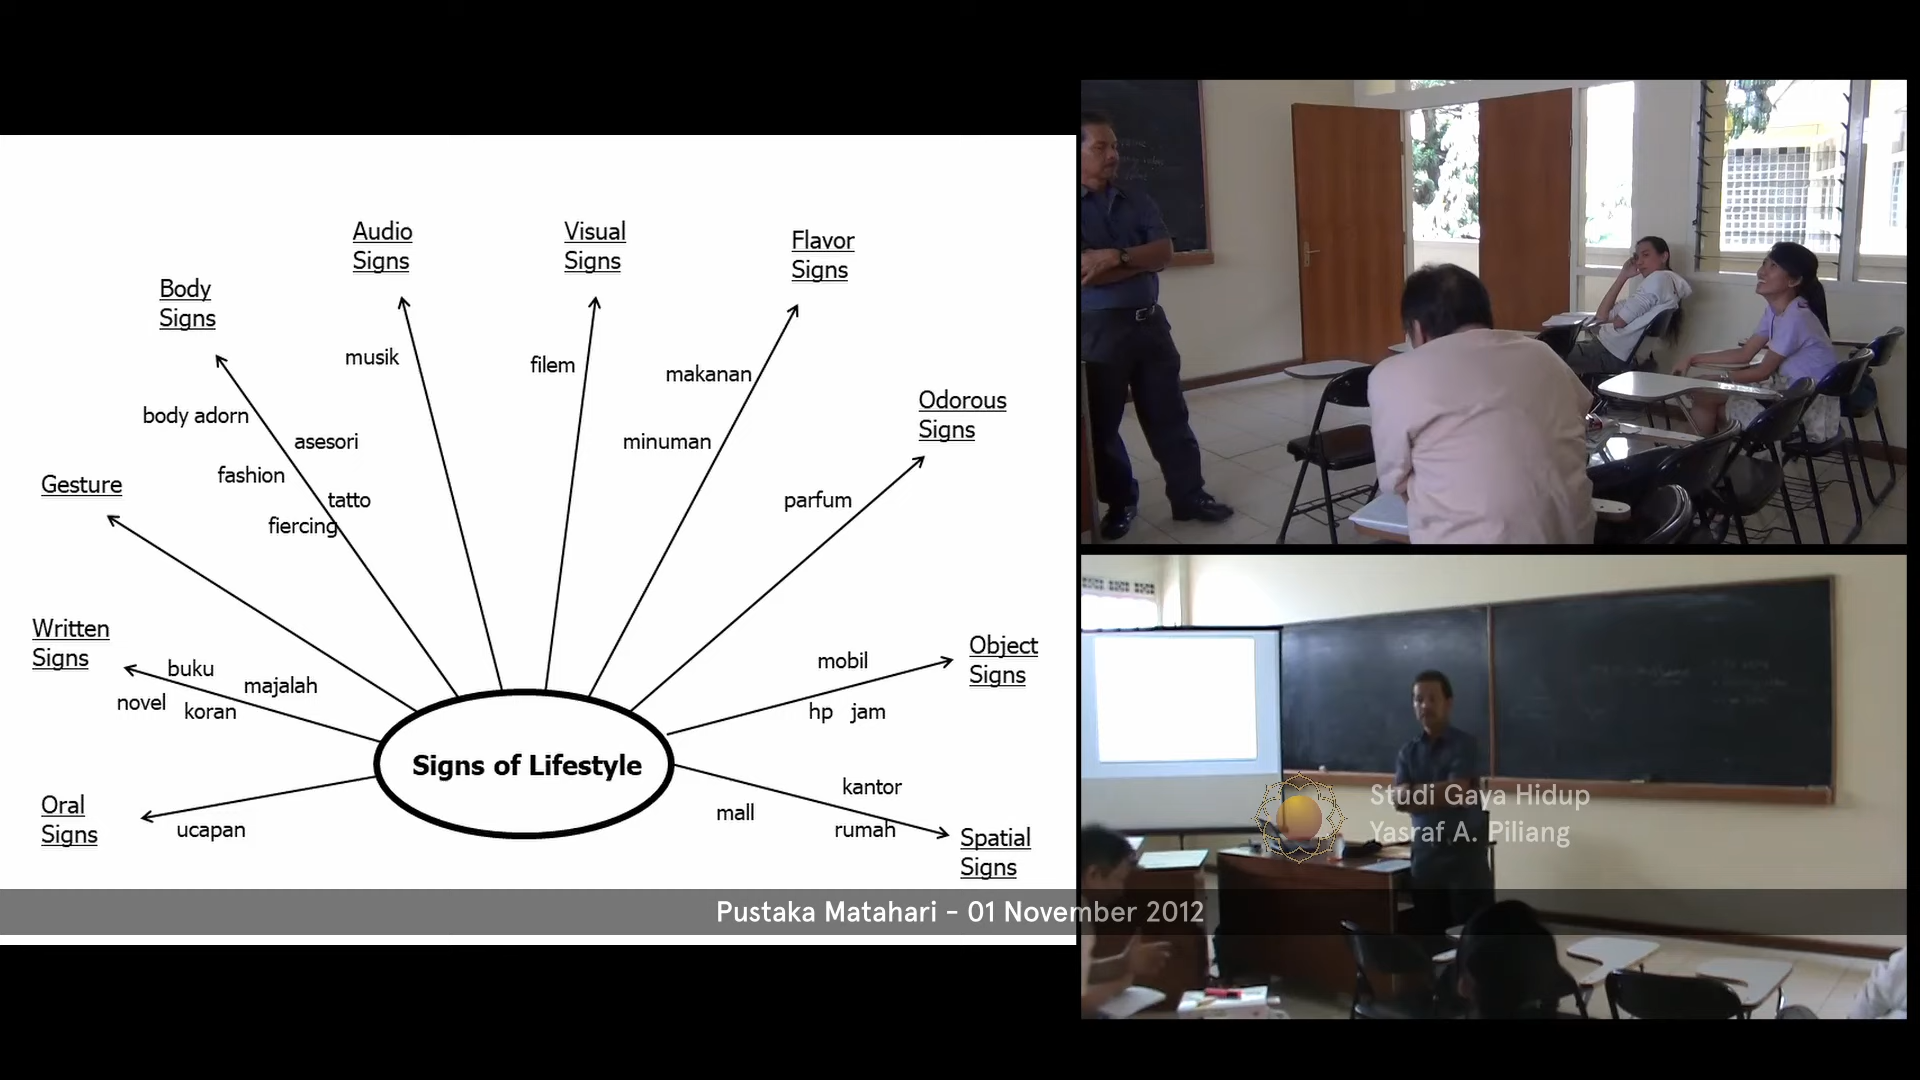 Audio
Signs
Visual
Signs
Flavor
Signs
Body
Signs
musik
filem
makanan
Odorous
Signs
body adorn
asesori
minuman
fashion
Gesture
tatto
parfum
fiercing
Written
Signs
buku
majalah
novel
koran
mobil
Object
Signs
hp jam
Signs of Lifestyle
kantor
mall
rumah
Oral
Signs
ucapan
Spatial
Signs
Studi Gaya Hidup
Yasraf A. Piliang
Pustaka Matahari - 01 November 2012